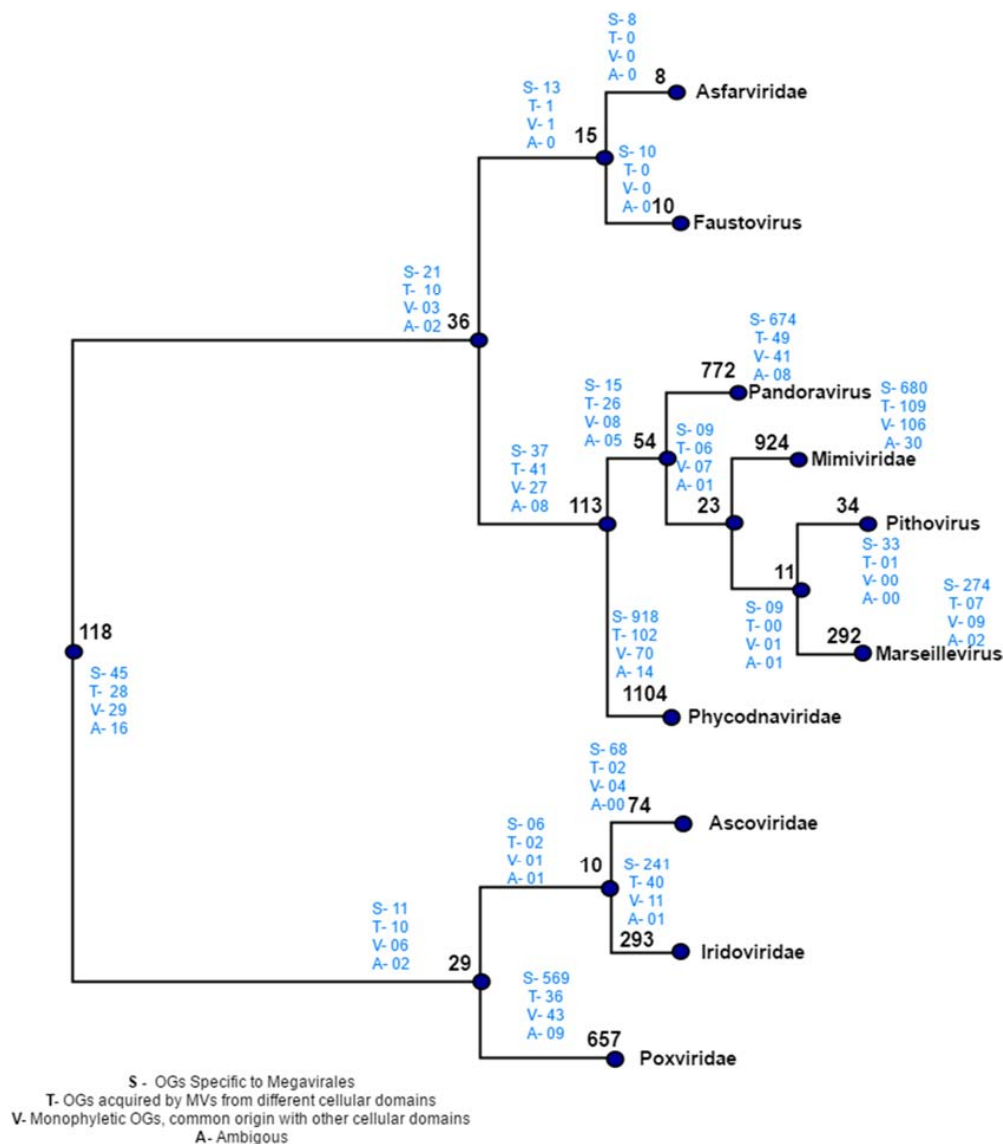 S- 8
T- 0
V- 0
A- 0
8
Asfarviridae
S- 13
T- 1
V- 1
A- 0
15
S- 10
T- 0
V- 0
A- 0
10
Faustovirus
S- 21
T- 10
V- 03
A- 02
36
S- 674
T- 49
V- 41
A- 08
772
Pandoravirus
S- 15
T- 26
V- 08
A- 05
54
S- 680
T- 109
V- 106
A- 30
924
Mimiviridae
S- 09
T- 06
V- 07
A- 01
23
S- 37
T- 41
V- 27
A- 08
113
34
Pithovirus
S- 33
T- 01
V- 00
A- 00
11
S- 09
T- 00
V- 01
A- 01
S- 274
T- 07
V- 09
A- 02
292
Marseillevirus
S- 918
T- 102
V- 70
A- 14
1104
Phycodnaviridae
118
S- 45
T- 28
V- 29
A- 16
S- 68
T- 02
V- 04
A-00
74
Ascoviridae
S- 06
T- 02
V- 01
A- 01
10
S- 241
T- 40
V- 11
A- 01
293
Iridoviridae
S- 11
T- 10
V- 06
A- 02
29
S- 569
T- 36
V- 43
A- 09
657
Poxviridae
S - OGs Specific to Megavirales
T- OGs acquired by MVs from different cellular domains
V- Monophyletic OGs, common origin with other cellular domains
A- Ambigous